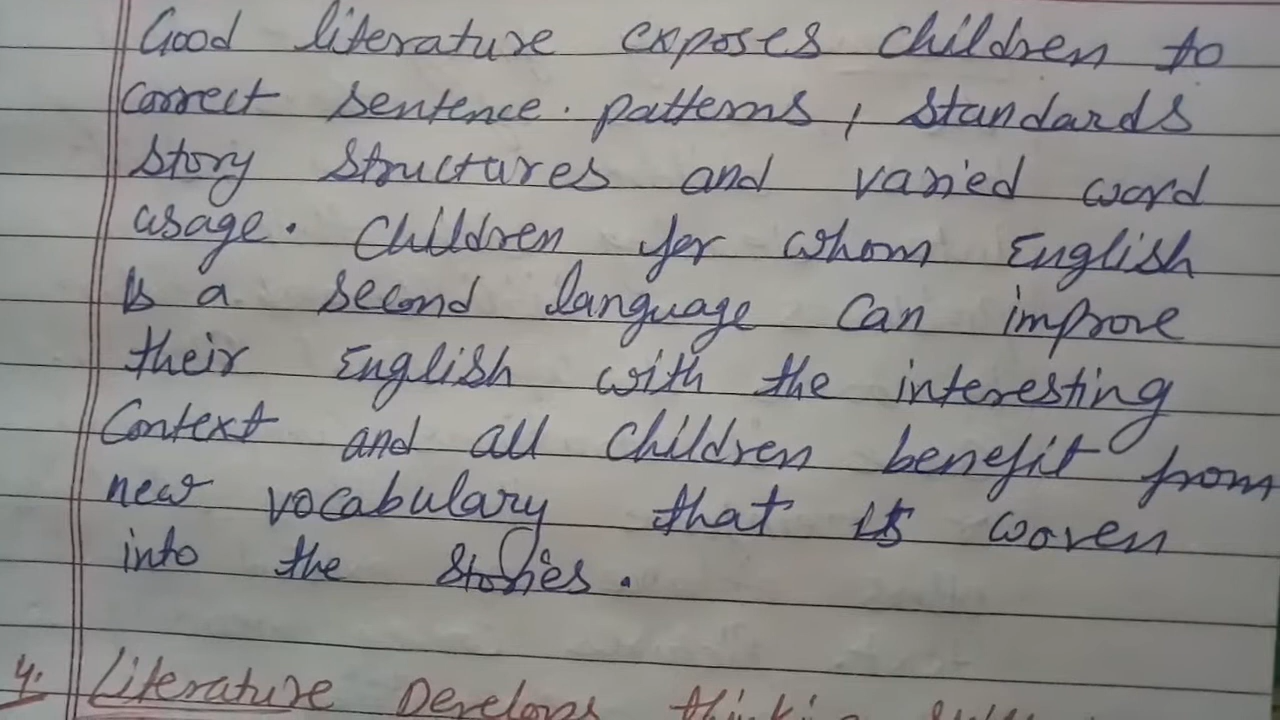 Good literature exposes children to
correct sentence. patterns, standards
story structures and varied word
usage. Children for whom English
is a second language can improve
their English with the interesting
Context and all children benefit from
new vocabulary that is woven
into the stories.
4. Literature Develops thinking